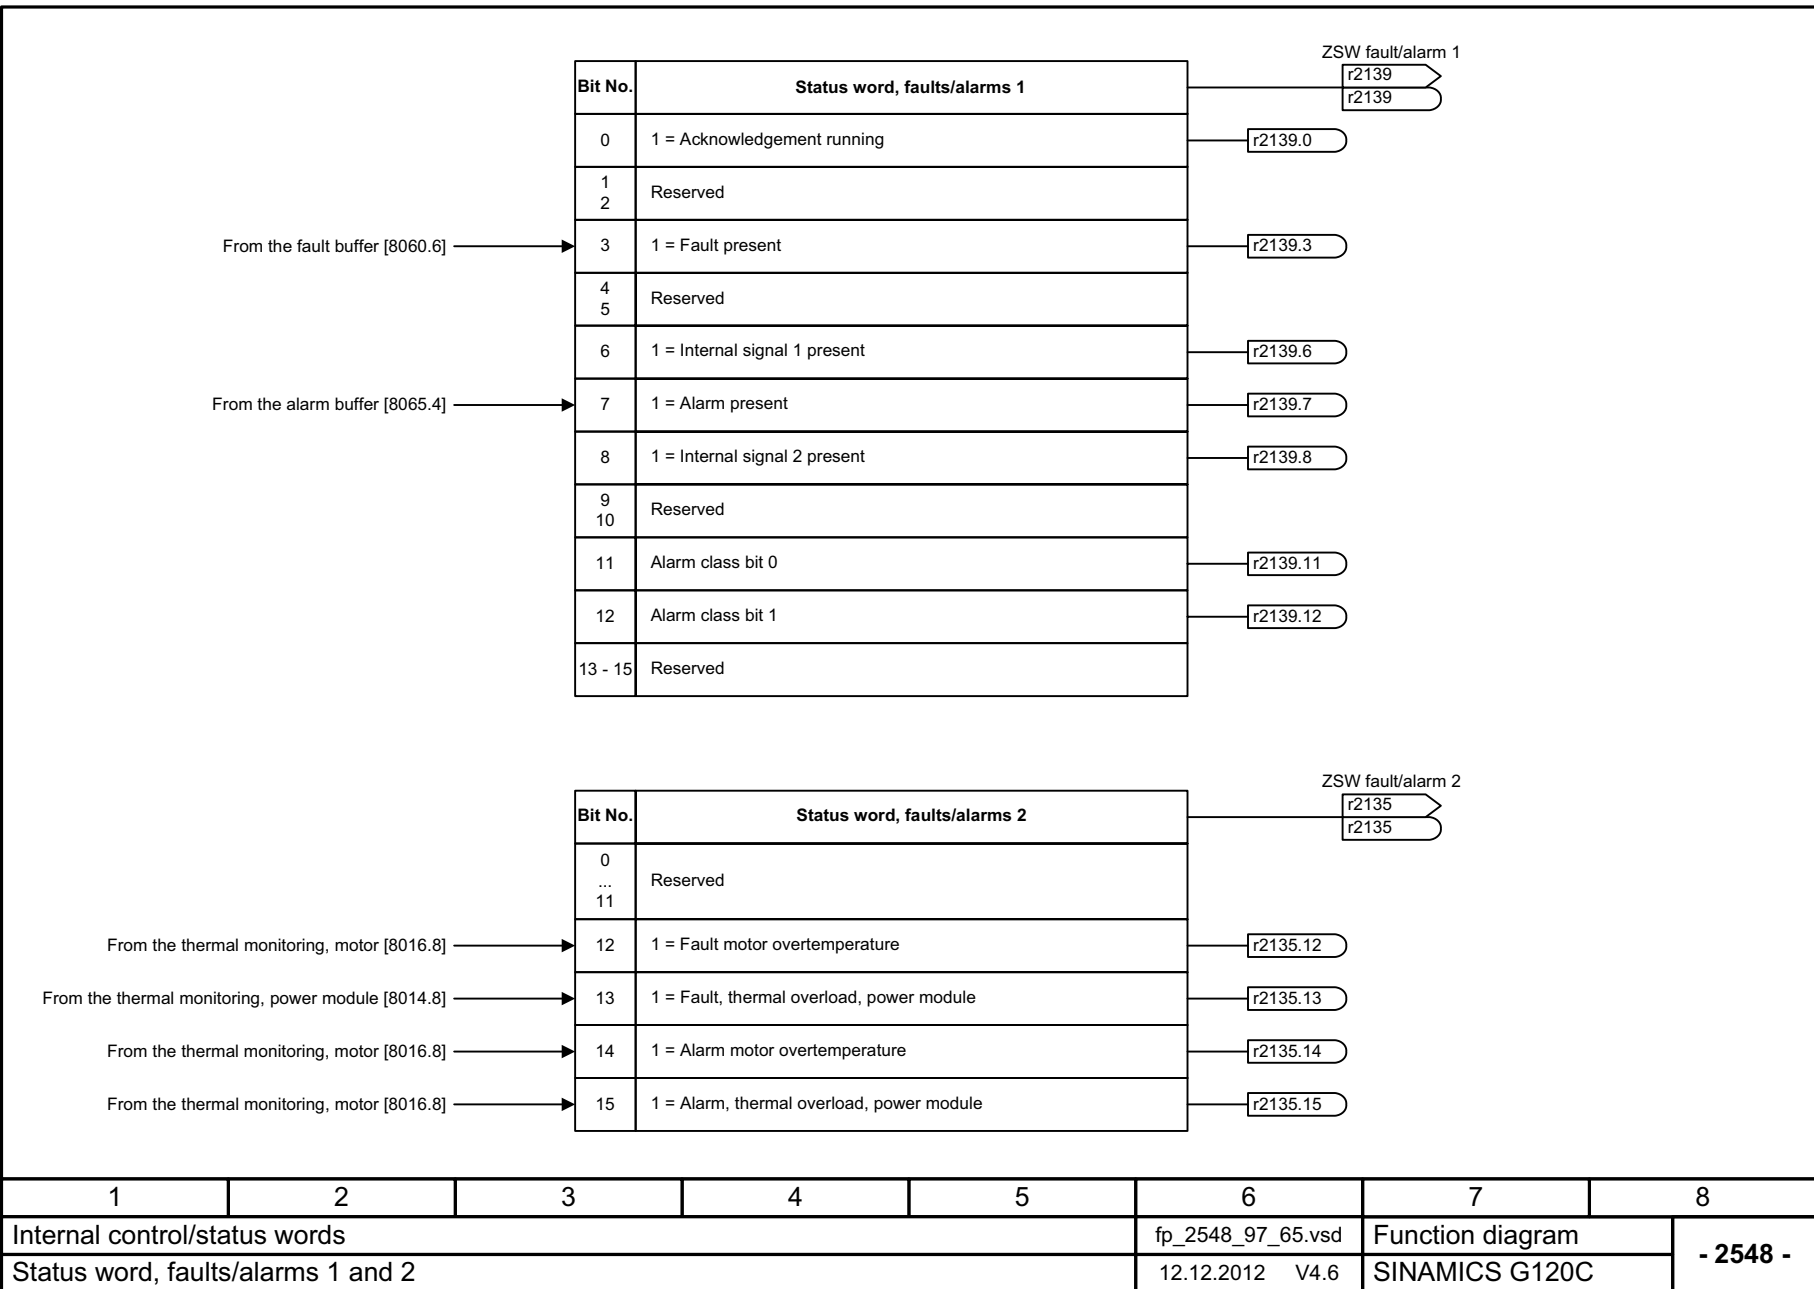 ZSW fault/alarm 1
Bit No. Status word, faults/alarms 1 r2139
r2139
0 1 = Acknowledgement running r2139.0
1
2
Reserved
From the fault buffer [8060.6] 3 1 = Fault present r2139.3
4
5
Reserved
6 1 = Internal signal 1 present r2139.6
From the alarm buffer [8065.4] 7 1 = Alarm present r2139.7
8 1 = Internal signal 2 present r2139.8
9
10
Reserved
11 Alarm class bit 0 r2139.11
12 Alarm class bit 1 r2139.12
13 - 15 Reserved
ZSW fault/alarm 2
Bit No. Status word, faults/alarms 2 r2135
r2135
0
...
11
Reserved
From the thermal monitoring, motor [8016.8] 12 1 = Fault motor overtemperature r2135.12
From the thermal monitoring, power module [8014.8] 13 1 = Fault, thermal overload, power module r2135.13
From the thermal monitoring, motor [8016.8] 14 1 = Alarm motor overtemperature r2135.14
From the thermal monitoring, motor [8016.8] 15 1 = Alarm, thermal overload, power module r2135.15
1 2 3 4 5 6 7 8
Internal control/status words fp_2548_97_65.vsd Function diagram
- 2548 -
Status word, faults/alarms 1 and 2 12.12.2012 V4.6 SINAMICS G120C